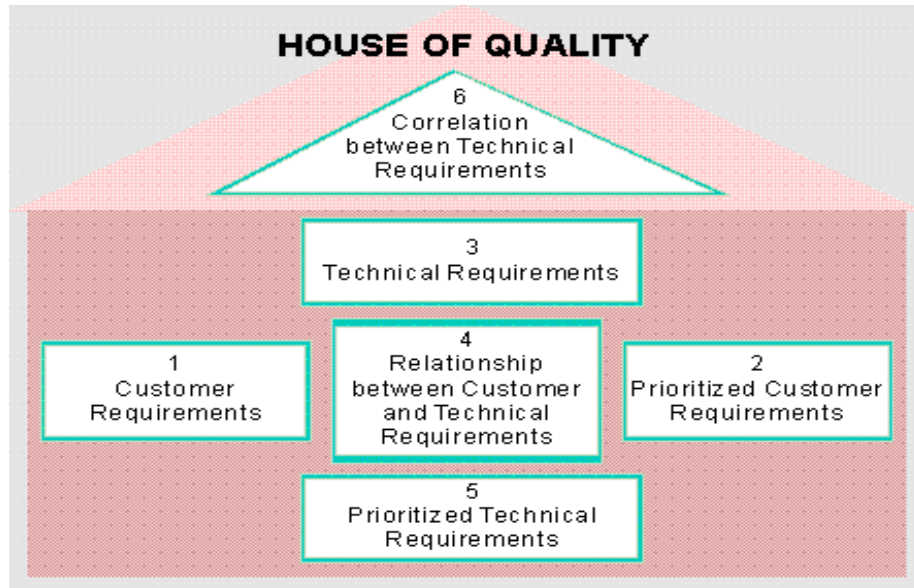 HOUSE OF QUALITY
6
Correlation
between Technical
Requirements
3
Technical Requirements
1
Customer
Requirements
4
Relationship
between Customer
and Technical
Requirements
2
Prioritized Customer
Requirements
5
Prioritized Technical
Requirements